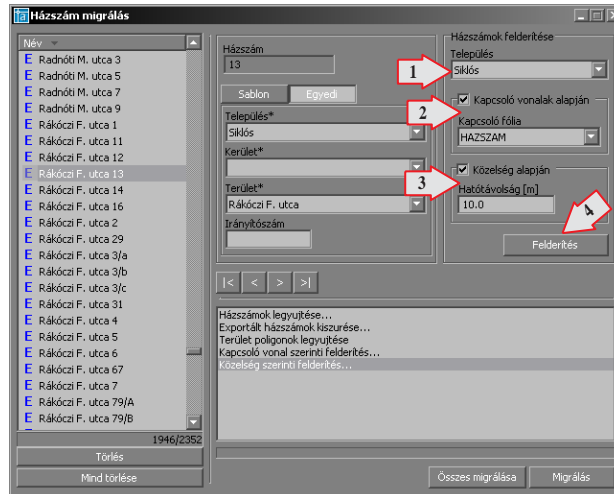 Házszám migrálás
Név
E Radnóti M. utca 3
E Radnóti M. utca 5
E Radnóti M. utca 7
E Radnóti M. utca 9
E Rákóczi F. utca 1
E Rákóczi F. utca 11
E Rákóczi F. utca 12
E Rákóczi F. utca 13
E Rákóczi F. utca 14
E Rákóczi F. utca 16
E Rákóczi F. utca 2
E Rákóczi F. utca 29
E Rákóczi F. utca 3/a
E Rákóczi F. utca 3/b
E Rákóczi F. utca 3/c
E Rákóczi F. utca 31
E Rákóczi F. utca 4
E Rákóczi F. utca 5
E Rákóczi F. utca 6
E Rákóczi F. utca 67
E Rákóczi F. utca 7
E Rákóczi F. utca 79/A
E Rákóczi F. utca 79/B
1946/2352
Törlés
Mind törlése
Házszám
13
Sablon Egyedi
Település*
Siklós
Kerület*
Terület*
Rákóczi F. utca
Irányítószám
|< < > >|
Házszámok felderítése
Település
1
Siklós
Kapcsoló vonalak alapján
2
Kapcsoló fólia
HAZSZAM
Közelség alapján
3
Hatótávolság [m]
10.0
4
Felderítés
Házszámok legyujtése...
Exportált házszámok kiszurése...
Terület poligonok legyujtése
Kapcsoló vonal szerinti felderítés...
Közelség szerinti felderítés...
Összes migrálása Migrálás